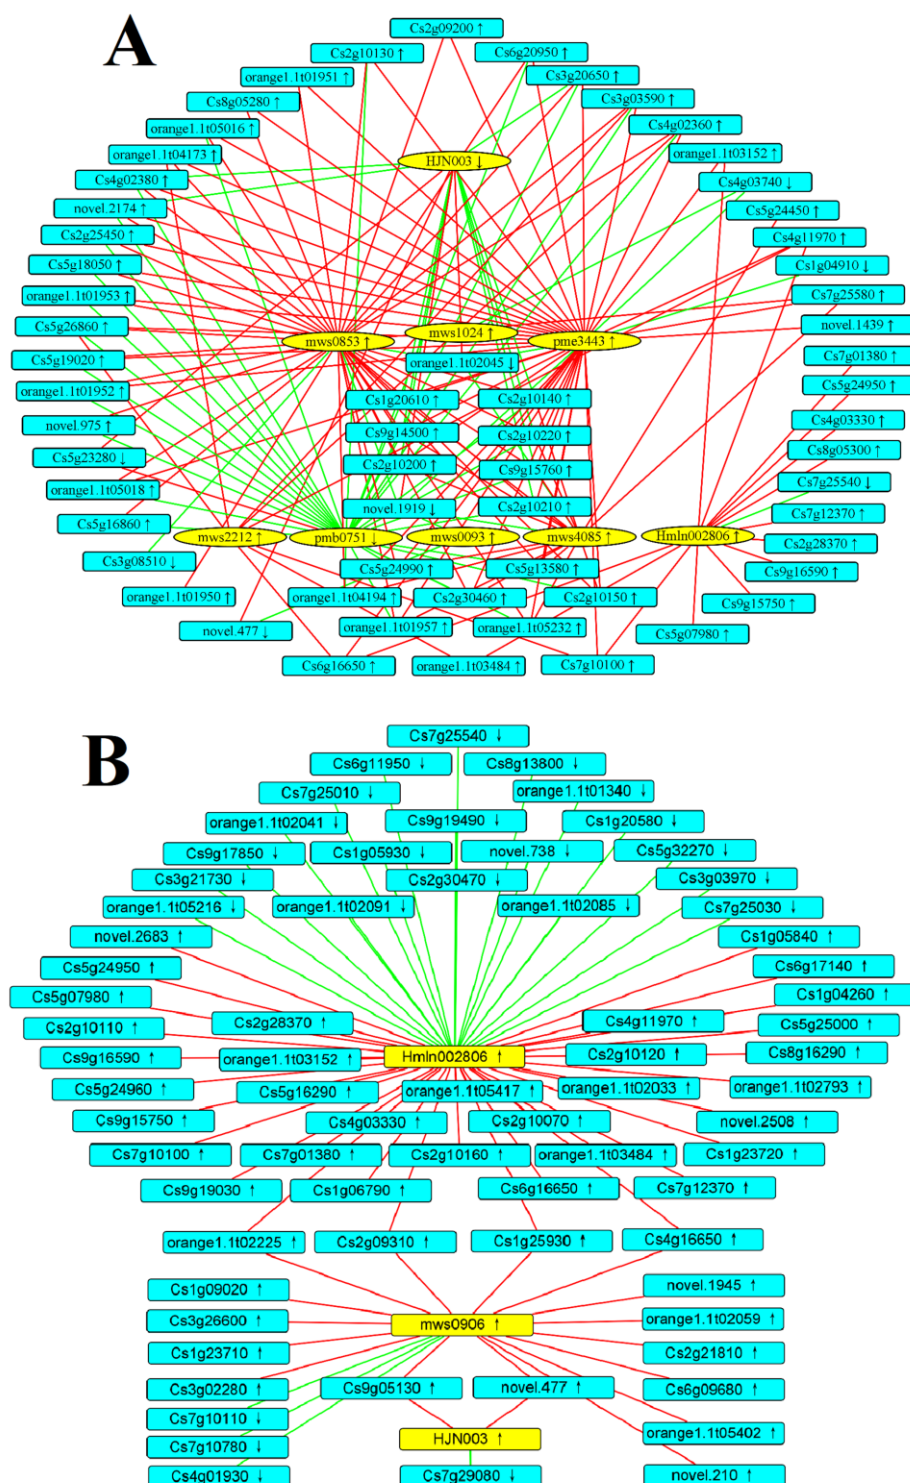 A
Cs2g09200 ↑
Cs2g10130 ↑
Cs6g20950 ↑
orange1.1t01951 ↑
Cs3g20650 ↑
Cs8g05280 ↑
Cs3g03590 ↑
orange1.1t05016 ↑
Cs4g02360 ↑
orange1.1t04173 ↑
orange1.1t03152 ↑
HJN003 ↓
Cs4g02380 ↑
Cs4g03740 ↓
novel.2174 ↑
Cs5g24450 ↑
Cs2g25450 ↑
Cs4g11970 ↑
Cs5g18050 ↑
Cs1g04910 ↓
orange1.1t01953 ↑
Cs7g25580 ↑
Cs5g26860 ↑
novel.1439 ↑
mws0853 ↑
mws1024 ↑
pme3443 ↑
Cs5g19020 ↑
orange1.1t02045 ↓
Cs7g01380 ↑
orange1.1t01952 ↑
Cs1g20610 ↑
Cs2g10140 ↑
Cs5g24950 ↑
novel.975 ↑
Cs9g14500 ↑
Cs2g10220 ↑
Cs4g03330 ↑
Cs5g23280 ↓
Cs2g10200 ↑
Cs9g15760 ↑
Cs8g05300 ↑
orange1.1t05018 ↑
Cs7g25540 ↓
novel.1919 ↓
Cs2g10210 ↑
Cs7g12370 ↑
Cs5g16860 ↑
mws2212 ↑
pmb0751 ↓
mws0093 ↑
mws4085 ↑
Hmln002806 ↑
Cs2g28370 ↑
Cs3g08510 ↓
Cs5g24990 ↑
Cs5g13580 ↑
Cs9g16590 ↑
orange1.1t01950 ↑
orange1.1t04194 ↑
Cs2g30460 ↑
Cs2g10150 ↑
Cs9g15750 ↑
novel.477 ↓
orange1.1t01957 ↑
orange1.1t05232 ↑
Cs5g07980 ↑
Cs6g16650 ↑
orange1.1t03484 ↑
Cs7g10100 ↑
B
Cs7g25540 ↓
Cs6g11950 ↓
Cs8g13800 ↓
Cs7g25010 ↓
orange1.1t01340 ↓
orange1.1t02041 ↓
Cs9g19490 ↓
Cs1g20580 ↓
Cs9g17850 ↓
Cs1g05930 ↓
novel.738 ↓
Cs5g32270 ↓
Cs3g21730 ↓
Cs2g30470 ↓
Cs3g03970 ↓
orange1.1t05216 ↓
orange1.1t02091 ↓
orange1.1t02085 ↓
Cs7g25030 ↓
novel.2683 ↑
Cs1g05840 ↑
Cs5g24950 ↑
Cs6g17140 ↑
Cs5g07980 ↑
Cs1g04260 ↑
Cs2g10110 ↑
Cs2g28370 ↑
Cs4g11970 ↑
Cs5g25000 ↑
Cs9g16590 ↑
orange1.1t03152 ↑
Hmln002806 ↑
Cs2g10120 ↑
Cs8g16290 ↑
Cs5g24960 ↑
Cs5g16290 ↑
orange1.1t05417 ↑
orange1.1t02033 ↑
orange1.1t02793 ↑
Cs9g15750 ↑
Cs4g03330 ↑
Cs2g10070 ↑
novel.2508 ↑
Cs7g10100 ↑
Cs7g01380 ↑
Cs2g10160 ↑
orange1.1t03484 ↑
Cs1g23720 ↑
Cs9g19030 ↑
Cs1g06790 ↑
Cs6g16650 ↑
Cs7g12370 ↑
orange1.1t02225 ↑
Cs2g09310 ↑
Cs1g25930 ↑
Cs4g16650 ↑
Cs1g09020 ↑
novel.1945 ↑
Cs3g26600 ↑
mws0906 ↑
orange1.1t02059 ↑
Cs1g23710 ↑
Cs2g21810 ↑
Cs3g02280 ↑
Cs9g05130 ↑
novel.477 ↑
Cs6g09680 ↑
Cs7g10110 ↓
HJN003 ↑
orange1.1t05402 ↑
Cs7g10780 ↓
Cs4g01930 ↓
Cs7g29080 ↓
novel.210 ↑